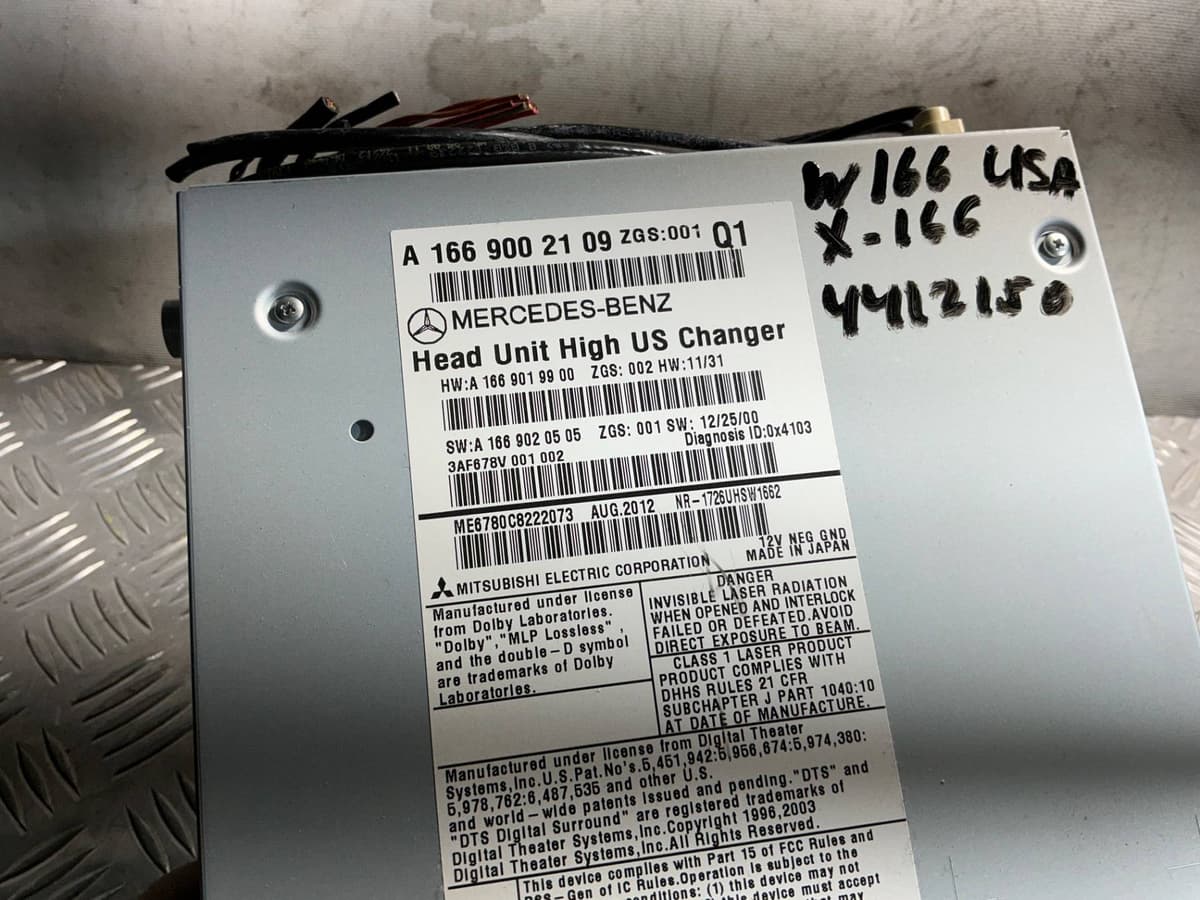 W166 USA
X-166
4412150
A 166 900 21 09 ZGS:001 Q1
MERCEDES-BENZ
Head Unit High US Changer
HW:A 166 901 99 00 ZGS: 002 HW:11/31
SW:A 166 902 05 05 ZGS: 001 SW: 12/25/00
3AF678V 001 002 Diagnosis ID:0x4103
ME6780C8222073 AUG.2012 NR-1726UHSW1662
12V NEG GND
MITSUBISHI ELECTRIC CORPORATION MADE IN JAPAN
Manufactured under license
from Dolby Laboratories.
"Dolby","MLP Lossless",
and the double-D symbol
are trademarks of Dolby
Laboratories.
DANGER
INVISIBLE LASER RADIATION
WHEN OPENED AND INTERLOCK
FAILED OR DEFEATED.AVOID
DIRECT EXPOSURE TO BEAM.
CLASS 1 LASER PRODUCT
PRODUCT COMPLIES WITH
DHHS RULES 21 CFR
SUBCHAPTER J PART 1040:10
AT DATE OF MANUFACTURE.
Manufactured under license from Digital Theater
Systems,Inc.U.S.Pat.No's.5,451,942:5,956,674:5,974,380:
5,978,762:6,487,535 and other U.S.
and world-wide patents issued and pending."DTS" and
"DTS Digital Surround" are registered trademarks of
Digital Theater Systems,Inc.Copyright 1996,2003
Digital Theater Systems,Inc.All Rights Reserved.
This device complies with Part 15 of FCC Rules and
RSS-Gen of IC Rules.Operation is subject to the
conditions: (1) this device may not
this device must accept
that may